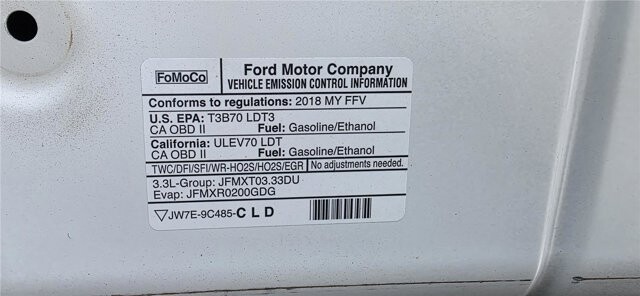 FoMoCo
Ford Motor Company
VEHICLE EMISSION CONTROL INFORMATION
Conforms to regulations: 2018 MY FFV
U.S. EPA: T3B70 LDT3
CA OBD II Fuel: Gasoline/Ethanol
California: ULEV70 LDT
CA OBD II Fuel: Gasoline/Ethanol
TWC/DFI/SFI/WR-HO2S/HO2S/EGR No adjustments needed.
3.3L-Group: JFMXT03.33DU
Evap: JFMXR0200GDG
JW7E-9C485-CLD